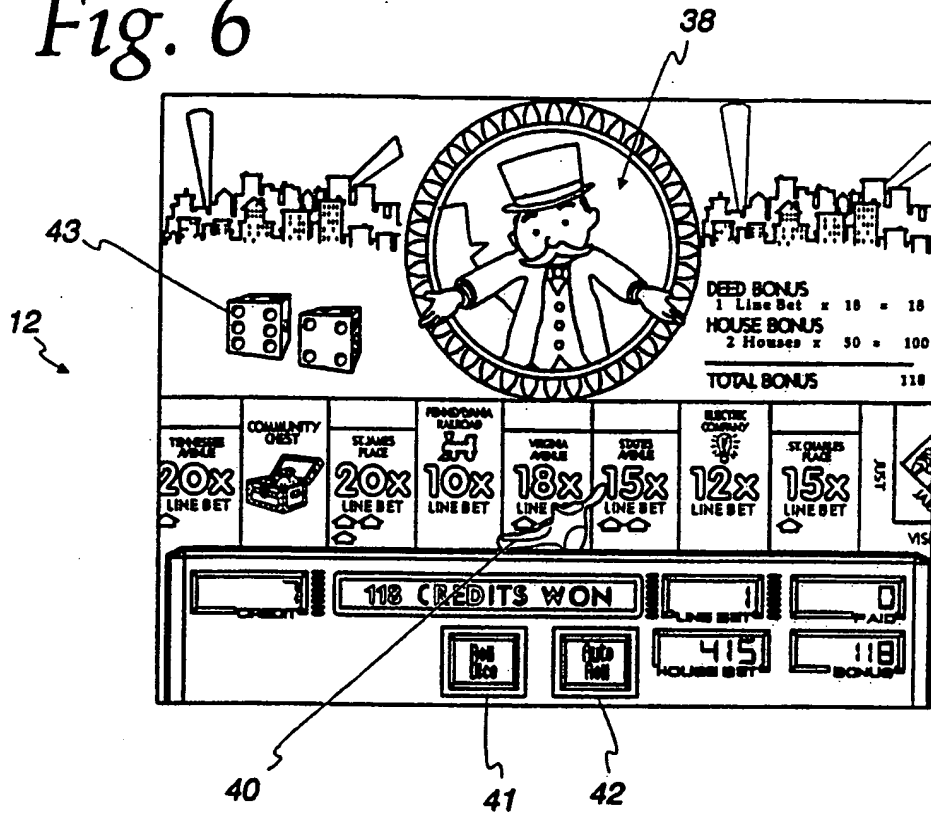 Fig. 6
38
43
12
DEED BONUS
1 Line Bet x 18 = 18
HOUSE BONUS
2 Houses x 50 = 100
TOTAL BONUS 118
TENNESSEE AVENUE
20x
LINE BET
COMMUNITY CHEST
ST. JAMES PLACE
20x
LINE BET
PENNSYLVANIA RAILROAD
10x
LINE BET
VIRGINIA AVENUE
18x
LINE
STATES AVENUE
15x
LINE BET
ELECTRIC COMPANY
12x
LINE BET
ST. CHARLES PLACE
15x
LINE BET
JUST
VISI
CREDIT
118 CREDITS WON
1
LINE BET
0
PAID
Roll Dice
Auto Roll
415
HOUSE BET
118
BONUS
40
41
42